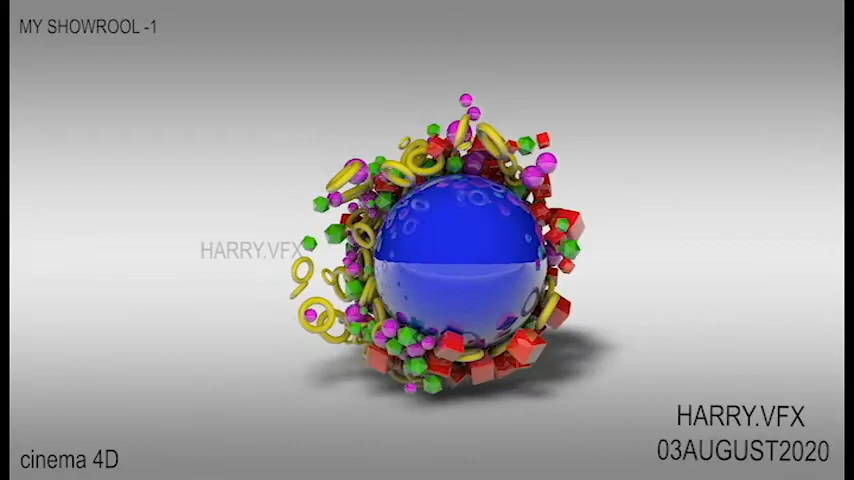 MY SHOWROOL -1
HARRY.VFX
HARRY.VFX
03AUGUST2020
cinema 4D